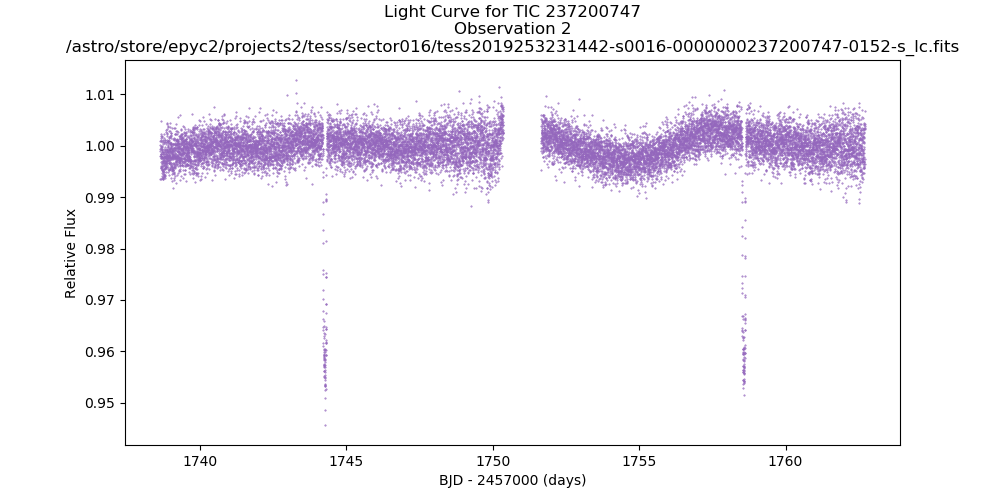 Light Curve for TIC 237200747
Observation 2
/astro/store/epyc2/projects2/tess/sector016/tess2019253231442-s0016-0000000237200747-0152-s_lc.fits
1.01
1.00
0.99
0.98
0.97
0.96
0.95
Relative Flux
1740
1745
1750
1755
1760
BJD - 2457000 (days)